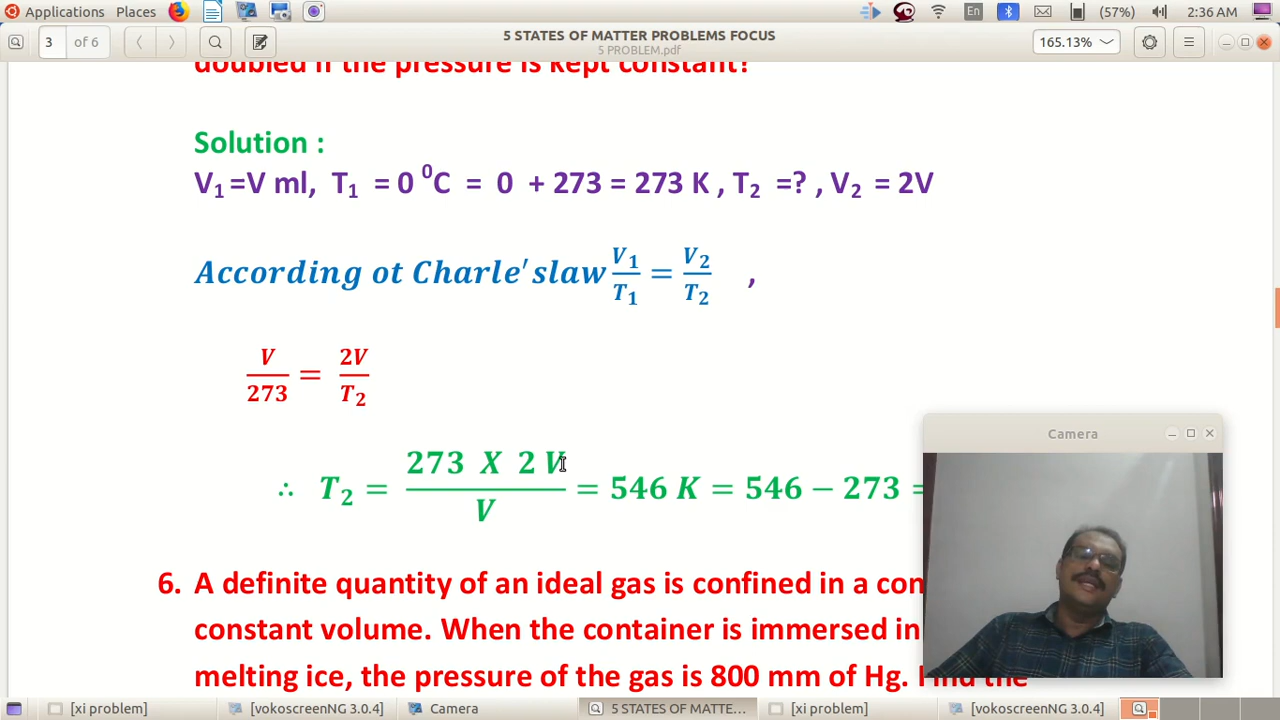 Applications Places En (57%) 2:36 AM
3 of 6 5 STATES OF MATTER PROBLEMS FOCUS 165.13%
5 PROBLEM.pdf
doubled if the pressure is kept constant?
Solution :
V₁ =V ml, T₁ = 0 ⁰C = 0 + 273 = 273 K , T₂ =? , V₂ = 2V
According ot Charle'slaw V₁/T₁ = V₂/T₂ ,
V/273 = 2V/T₂
Camera
∴ T₂ = 273 X 2 V/V = 546 K = 546 − 273 =
6. A definite quantity of an ideal gas is confined in a con
constant volume. When the container is immersed in
melting ice, the pressure of the gas is 800 mm of Hg. Find the
[xi problem] [vokoscreenNG 3.0.4] Camera 5 STATES OF MATTE... [xi problem] [vokoscreenNG 3.0.4]